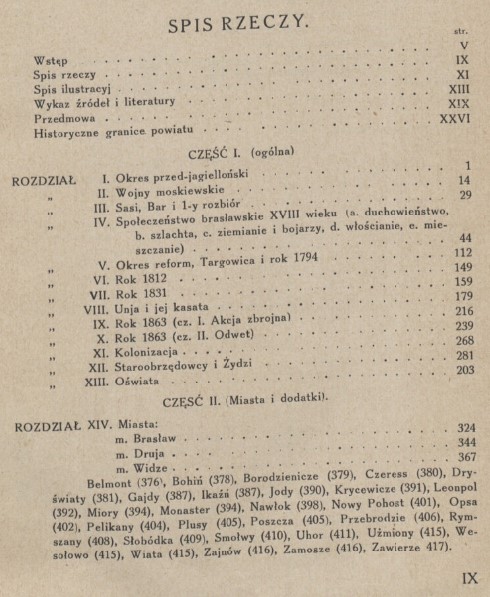 SPIS RZECZY.
str.
Wstęp . . . . . . . . . . . . V
Spis rzeczy . . . . . . . . . . . . IX
Spis ilustracyj . . . . . . . . . . . . XI
Wykaz źródeł i literatury . . . . . . . . . . . . XIII
Przedmowa . . . . . . . . . . . . XIX
Historyczne granice powiatu . . . . . . . . . . . . XXVI
CZĘŚĆ I. (ogólna)
ROZDZIAŁ I. Okres przed-jagielloński . . . . . . . . . . . . 1
„ II. Wojny moskiewskie . . . . . . . . . . . . 14
„ III. Sasi, Bar i 1-y rozbiór . . . . . . . . . . . . 29
„ IV. Społeczeństwo brasławskie XVIII wieku (a. duchowieństwo,
b. szlachta, c. ziemianie i bojarzy, d. włościanie, e. mie-
szczanie) . . . . . . . . . . . . 44
„ V. Okres reform, Targowica i rok 1794 . . . . . . . . . . . . 112
„ VI. Rok 1812 . . . . . . . . . . . . 149
„ VII. Rok 1831 . . . . . . . . . . . . 159
„ VIII. Unja i jej kasata . . . . . . . . . . . . 179
„ IX. Rok 1863 (cz. I. Akcja zbrojna) . . . . . . . . . . . . 216
„ X. Rok 1863 (cz. II. Odwet) . . . . . . . . . . . . 239
„ XI. Kolonizacja . . . . . . . . . . . . 268
„ XII. Staroobrzędowcy i Żydzi . . . . . . . . . . . . 281
„ XIII. Oświata . . . . . . . . . . . . 203
CZĘŚĆ II. (Miasta i dodatki).
ROZDZIAŁ XIV. Miasta:
m. Brasław . . . . . . . . . . . . 324
m. Druja . . . . . . . . . . . . 344
m. Widze . . . . . . . . . . . . 367
Belmont (376), Bohiń (378), Borodzienicze (379), Czeress (380), Dry-
światy (381), Gajdy (387), Ikaźń (387), Jody (390), Krycewicze (391), Leonpol
(392), Miory (394), Monaster (394), Nawłok (398), Nowy Pohost (401), Opsa
(402), Pelikany (404), Plusy (405), Poszcza (405), Przebrodzie (406), Rym-
szany (408), Słobódka (409), Smołwy (410), Uhor (411), Użmiony (415), We-
sołowo (415), Wiata (415), Zajnów (416), Zamosze (416), Zawierze 417).
IX